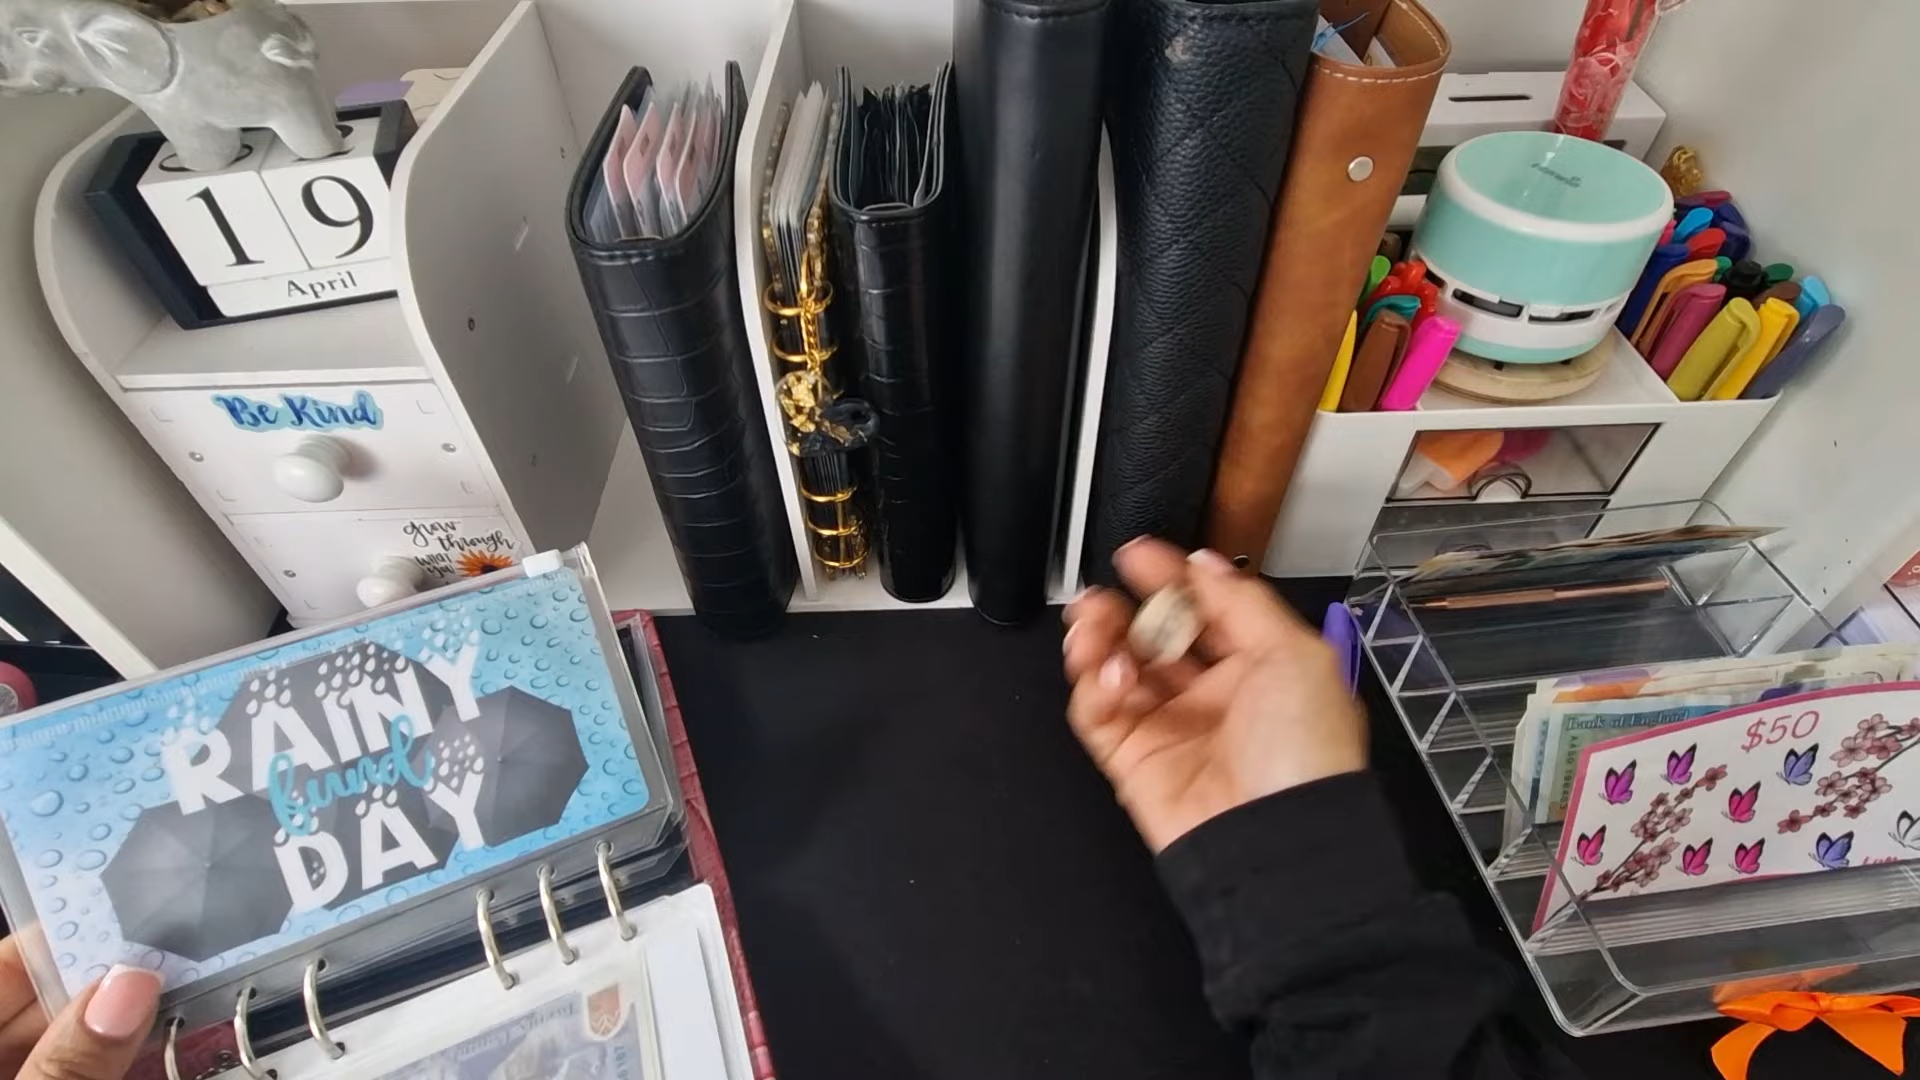 19
April
Be Kind
grow
through
WHAT
you
RAINY
fund
DAY
Bank of England
$50